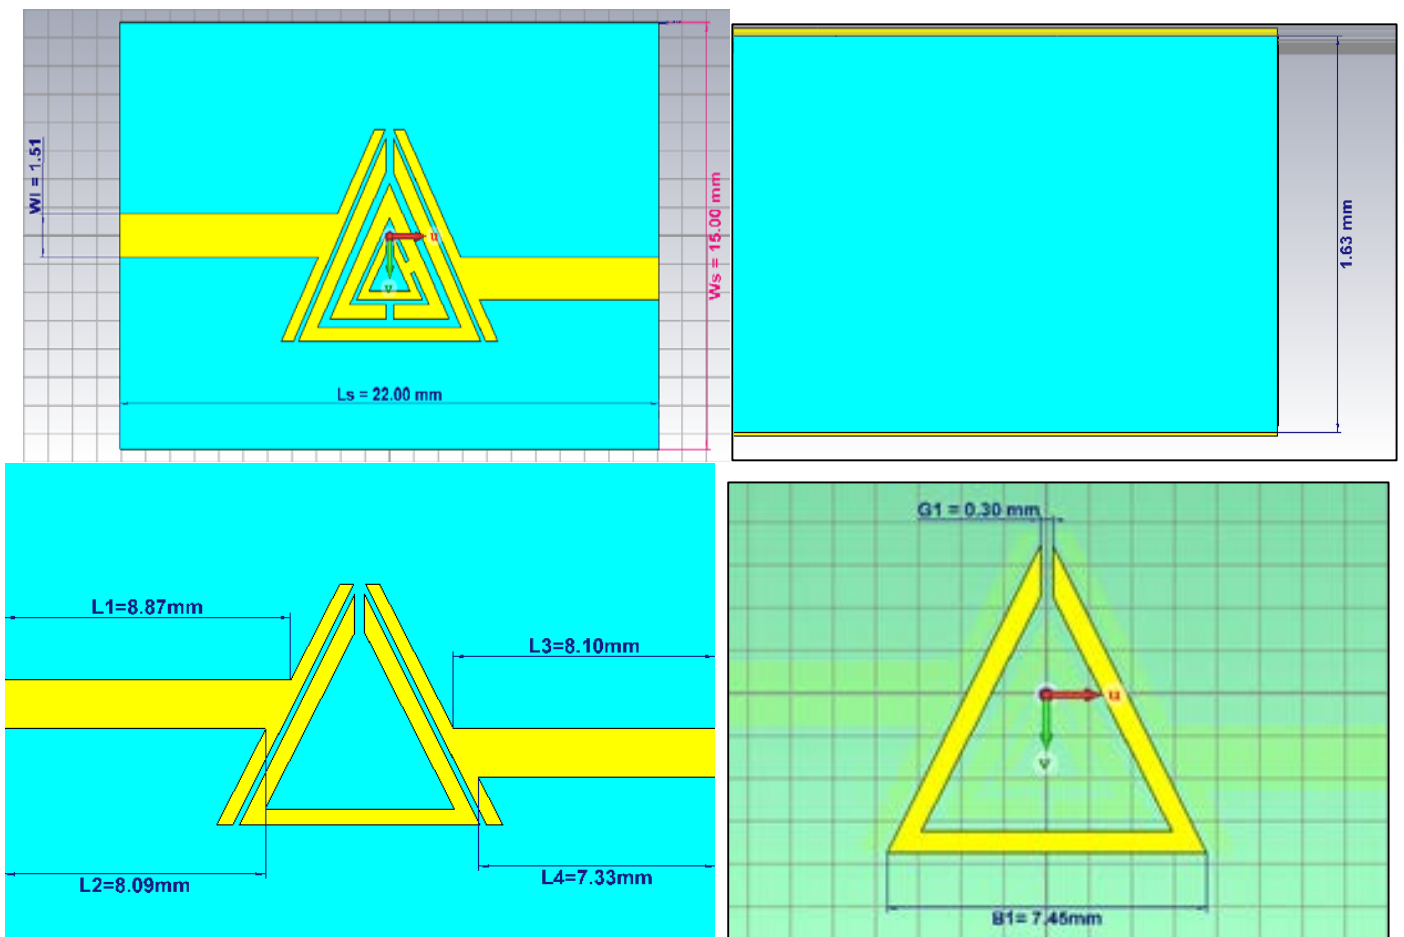 Wl = 1.51
u
v
Ws = 15.00 mm
Ls = 22.00 mm
1.63 mm
L1=8.87mm
L3=8.10mm
L2=8.09mm
L4=7.33mm
G1 = 0.30 mm
u
v
B1= 7.45mm